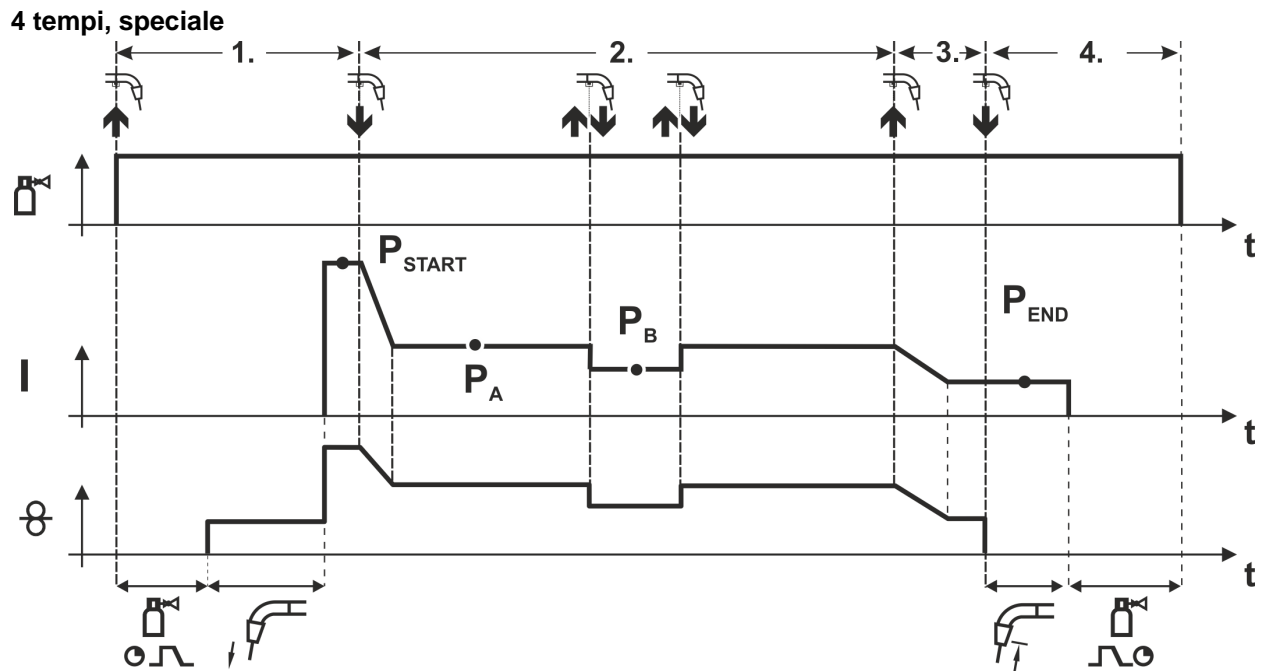 4 tempi, speciale
1. 2. 3. 4.
t
P START
P B
P END
I
P A
t
t